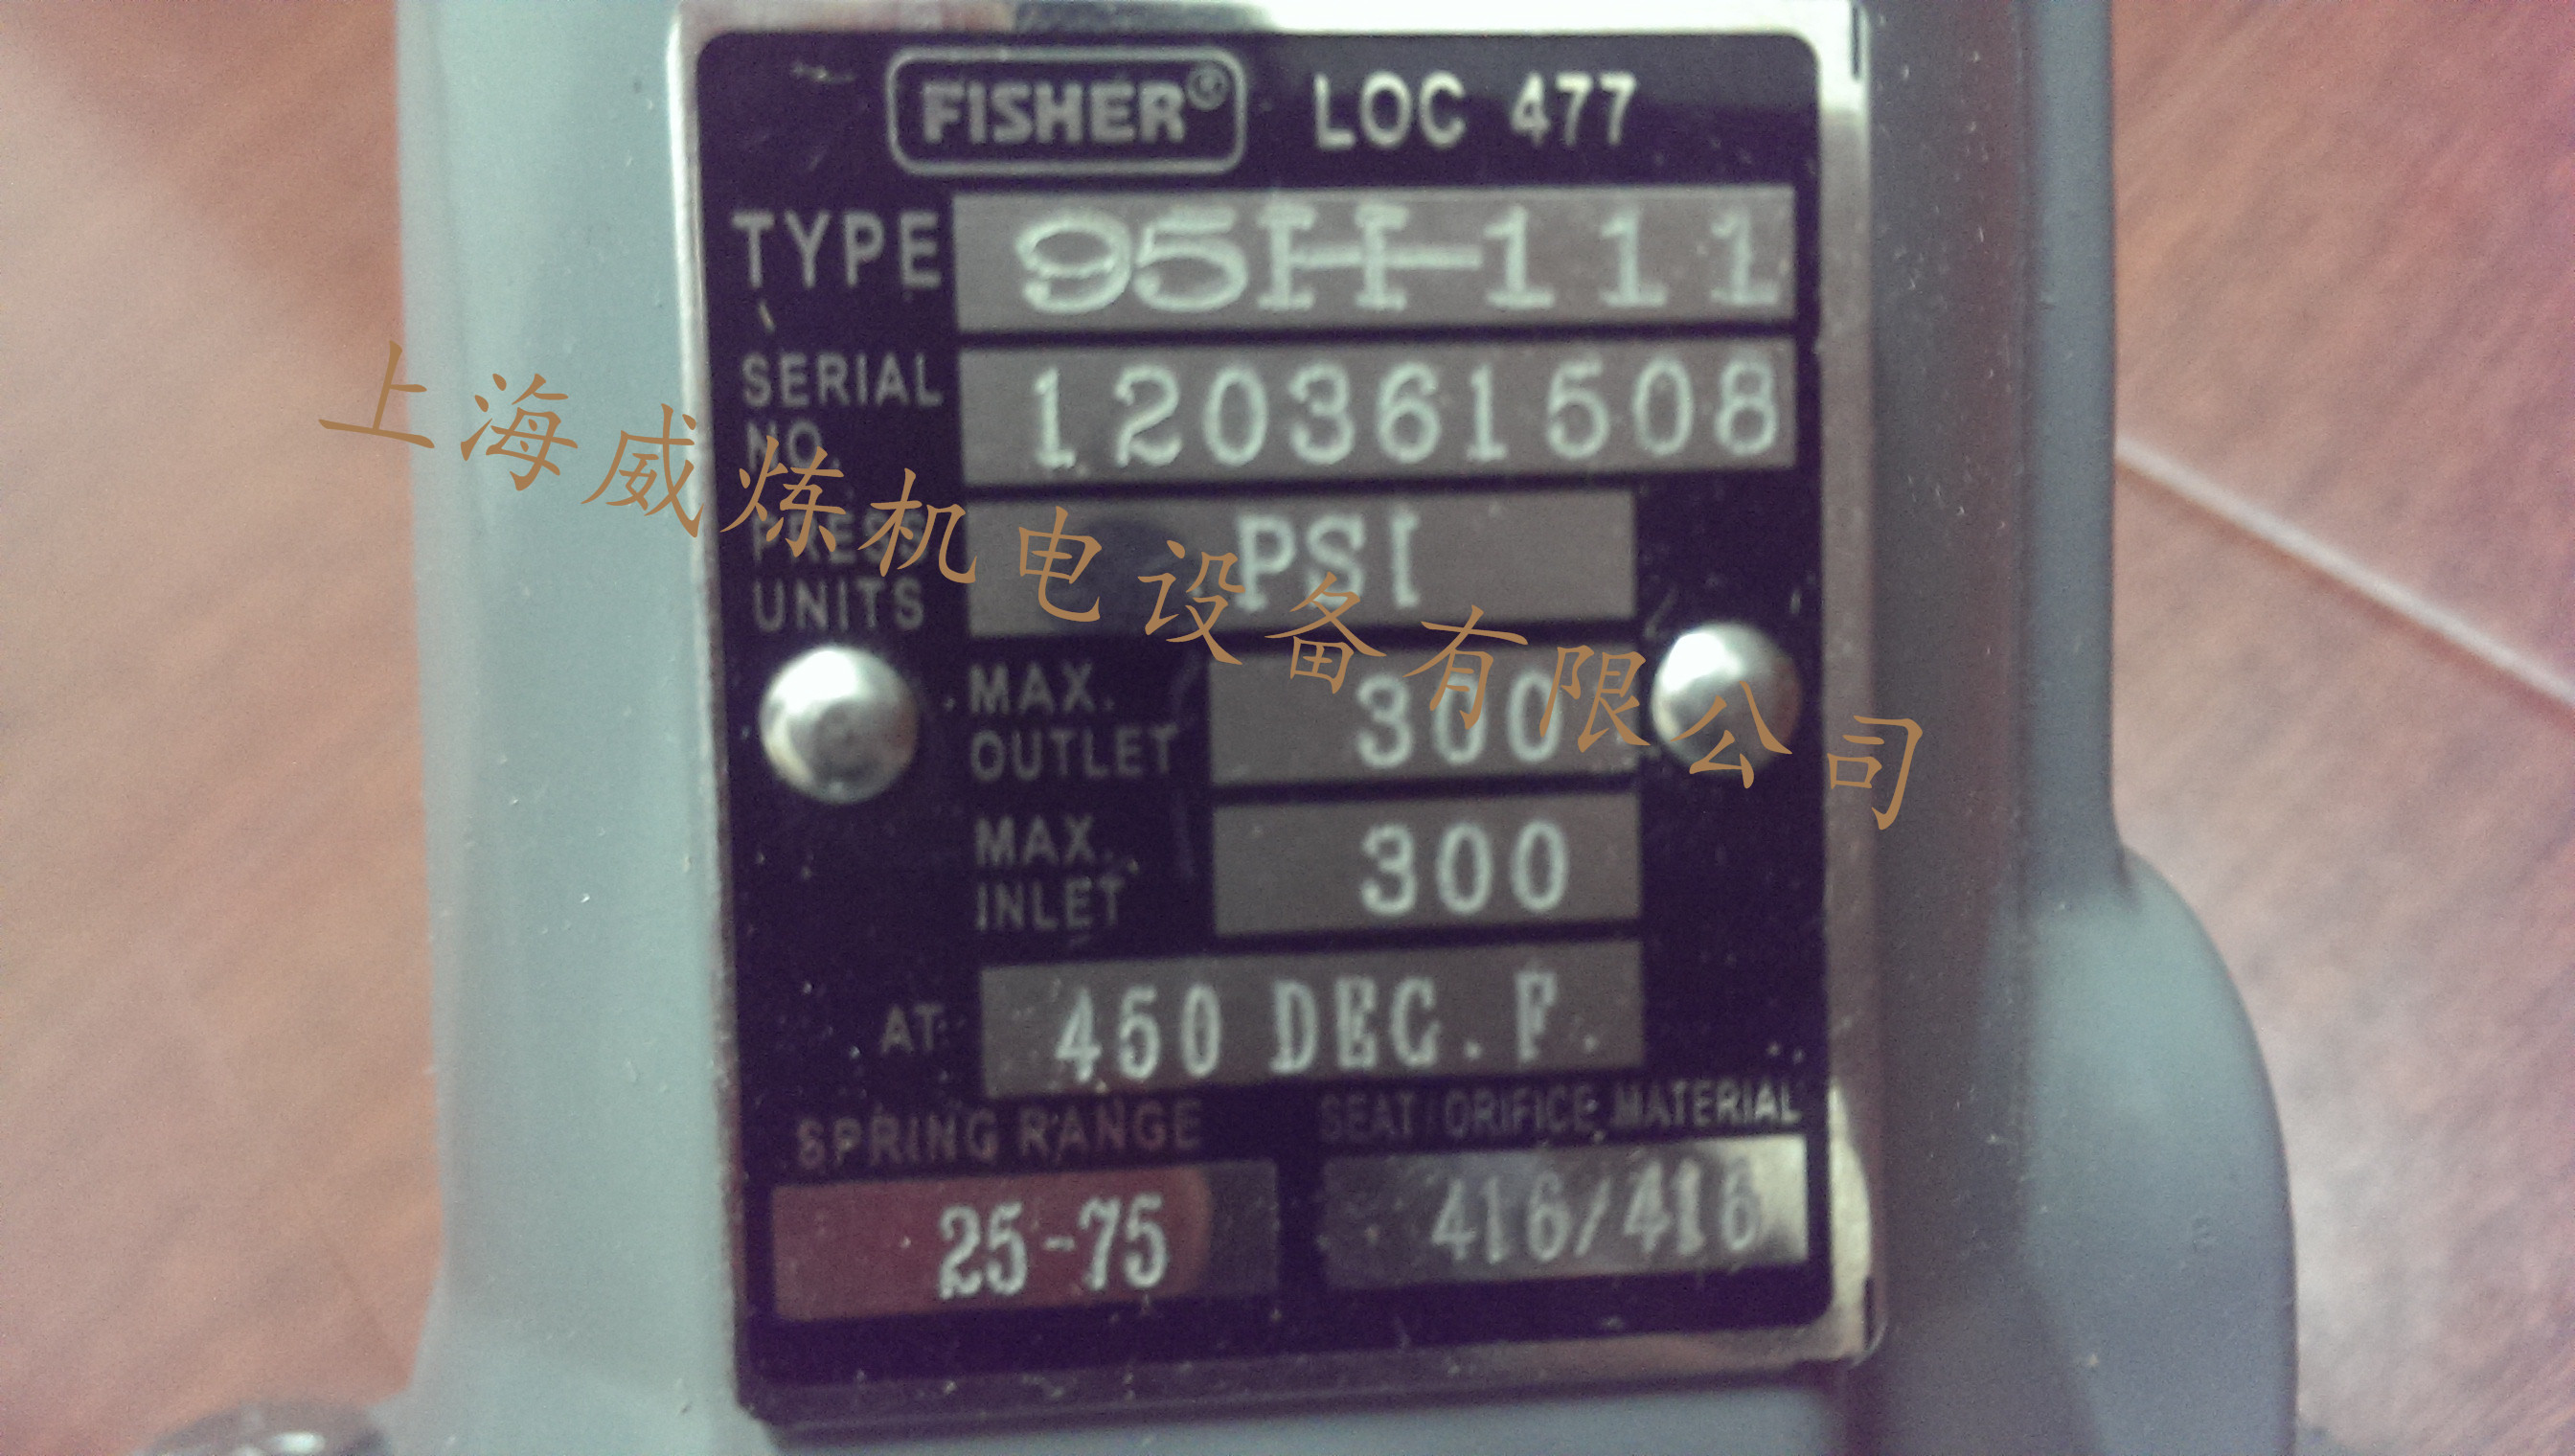 FISHER® LOC 477
TYPE 95H-111
SERIAL NO. 120361508
PRESS UNITS PSI
MAX. OUTLET 300
MAX. INLET 300
AT 450 DEG. F.
SPRING RANGE SEAT/ORIFICE MATERIAL
25-75 416/416
上海威炼机电设备有限公司